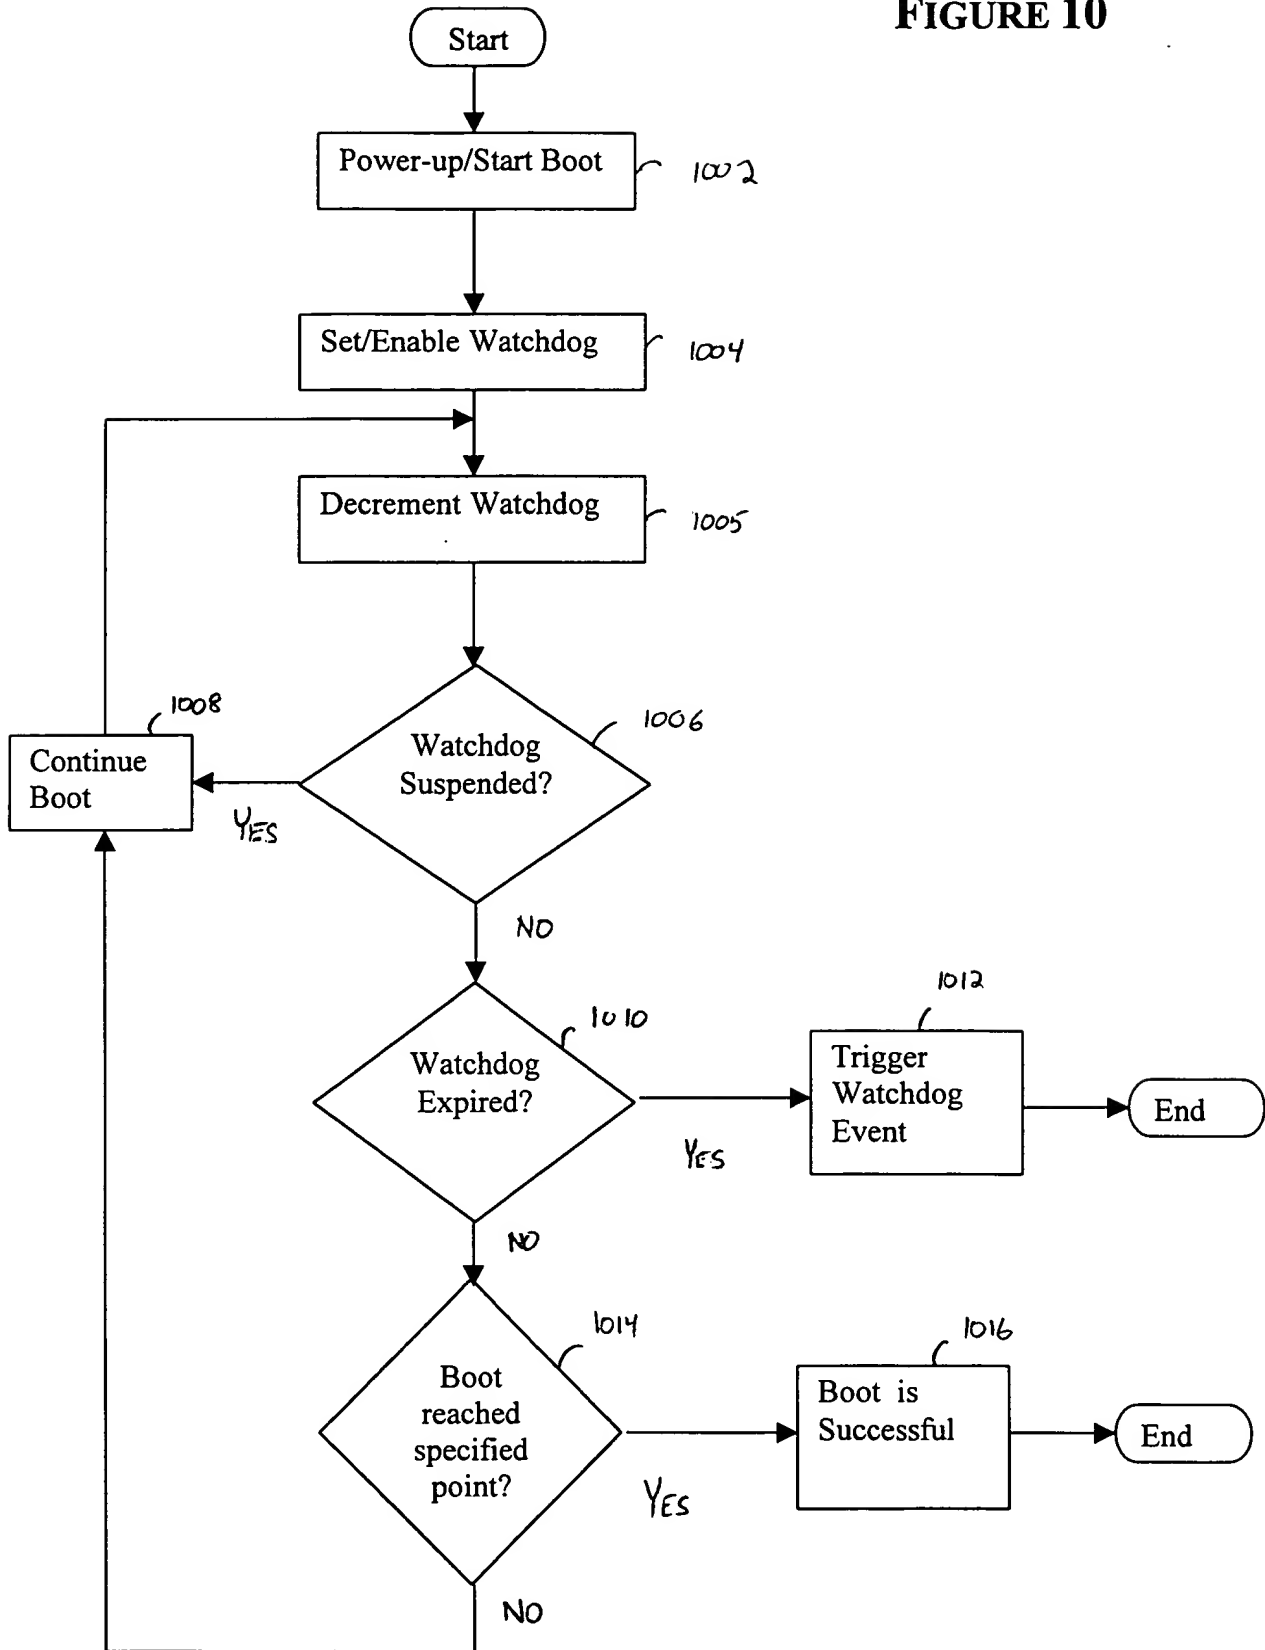 FIGURE 10
Start
Power-up/Start Boot
1002
Set/Enable Watchdog
1004
Decrement Watchdog
1005
1008
Continue
Boot
YES
1006
Watchdog
Suspended?
NO
1010
Watchdog
Expired?
YES
1012
Trigger
Watchdog
Event
End
NO
1014
Boot
reached
specified
point?
YES
1016
Boot is
Successful
End
NO